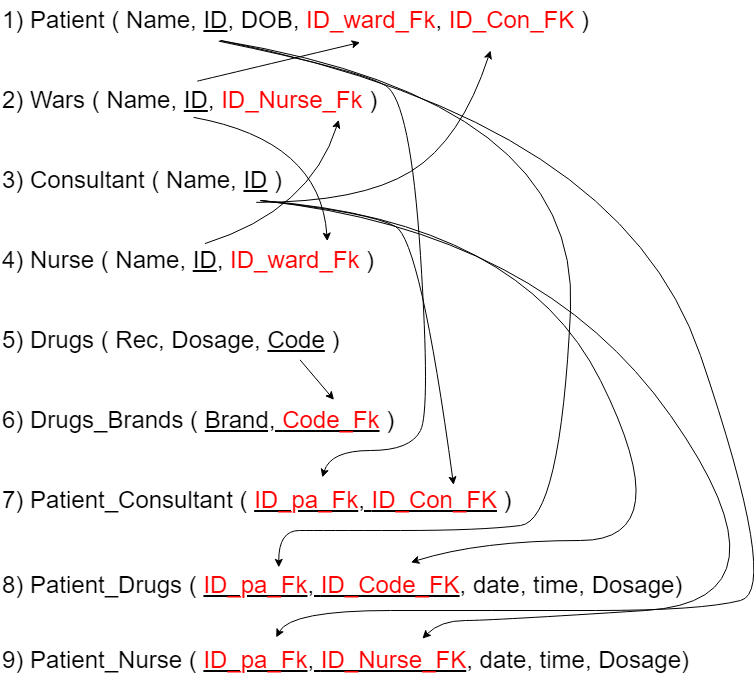 1) Patient ( Name, ID, DOB, ID_ward_Fk, ID_Con_FK )
2) Wars ( Name, ID, ID_Nurse_Fk )
3) Consultant ( Name, ID )
4) Nurse ( Name, ID, ID_ward_Fk )
5) Drugs ( Rec, Dosage, Code )
6) Drugs_Brands ( Brand, Code_Fk )
7) Patient_Consultant ( ID_pa_Fk, ID_Con_FK )
8) Patient_Drugs ( ID_pa_Fk, ID_Code_FK, date, time, Dosage)
9) Patient_Nurse ( ID_pa_Fk, ID_Nurse_FK, date, time, Dosage)